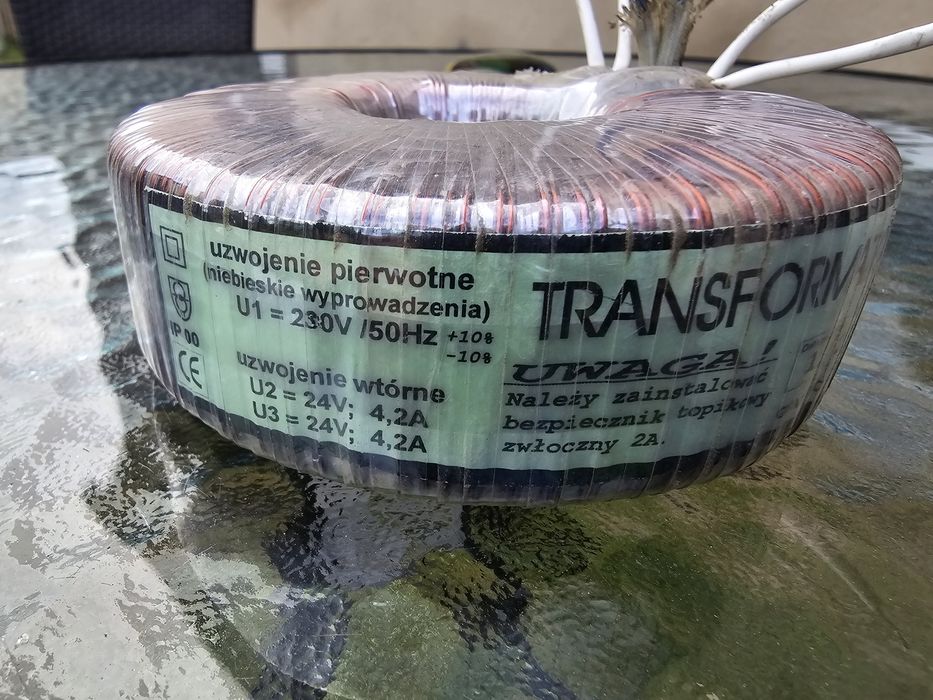 uzwojenie pierwotne
(niebieskie wyprowadzenia)
U1 = 230V /50Hz +10%
-10%
IP 00
CE
uzwojenie wtórne
U2 = 24V; 4,2A
U3 = 24V; 4,2A
TRANSFORM
UWAGA!
Należy zainstalować
bezpiecznik topikowy
zwłoczny 2A.